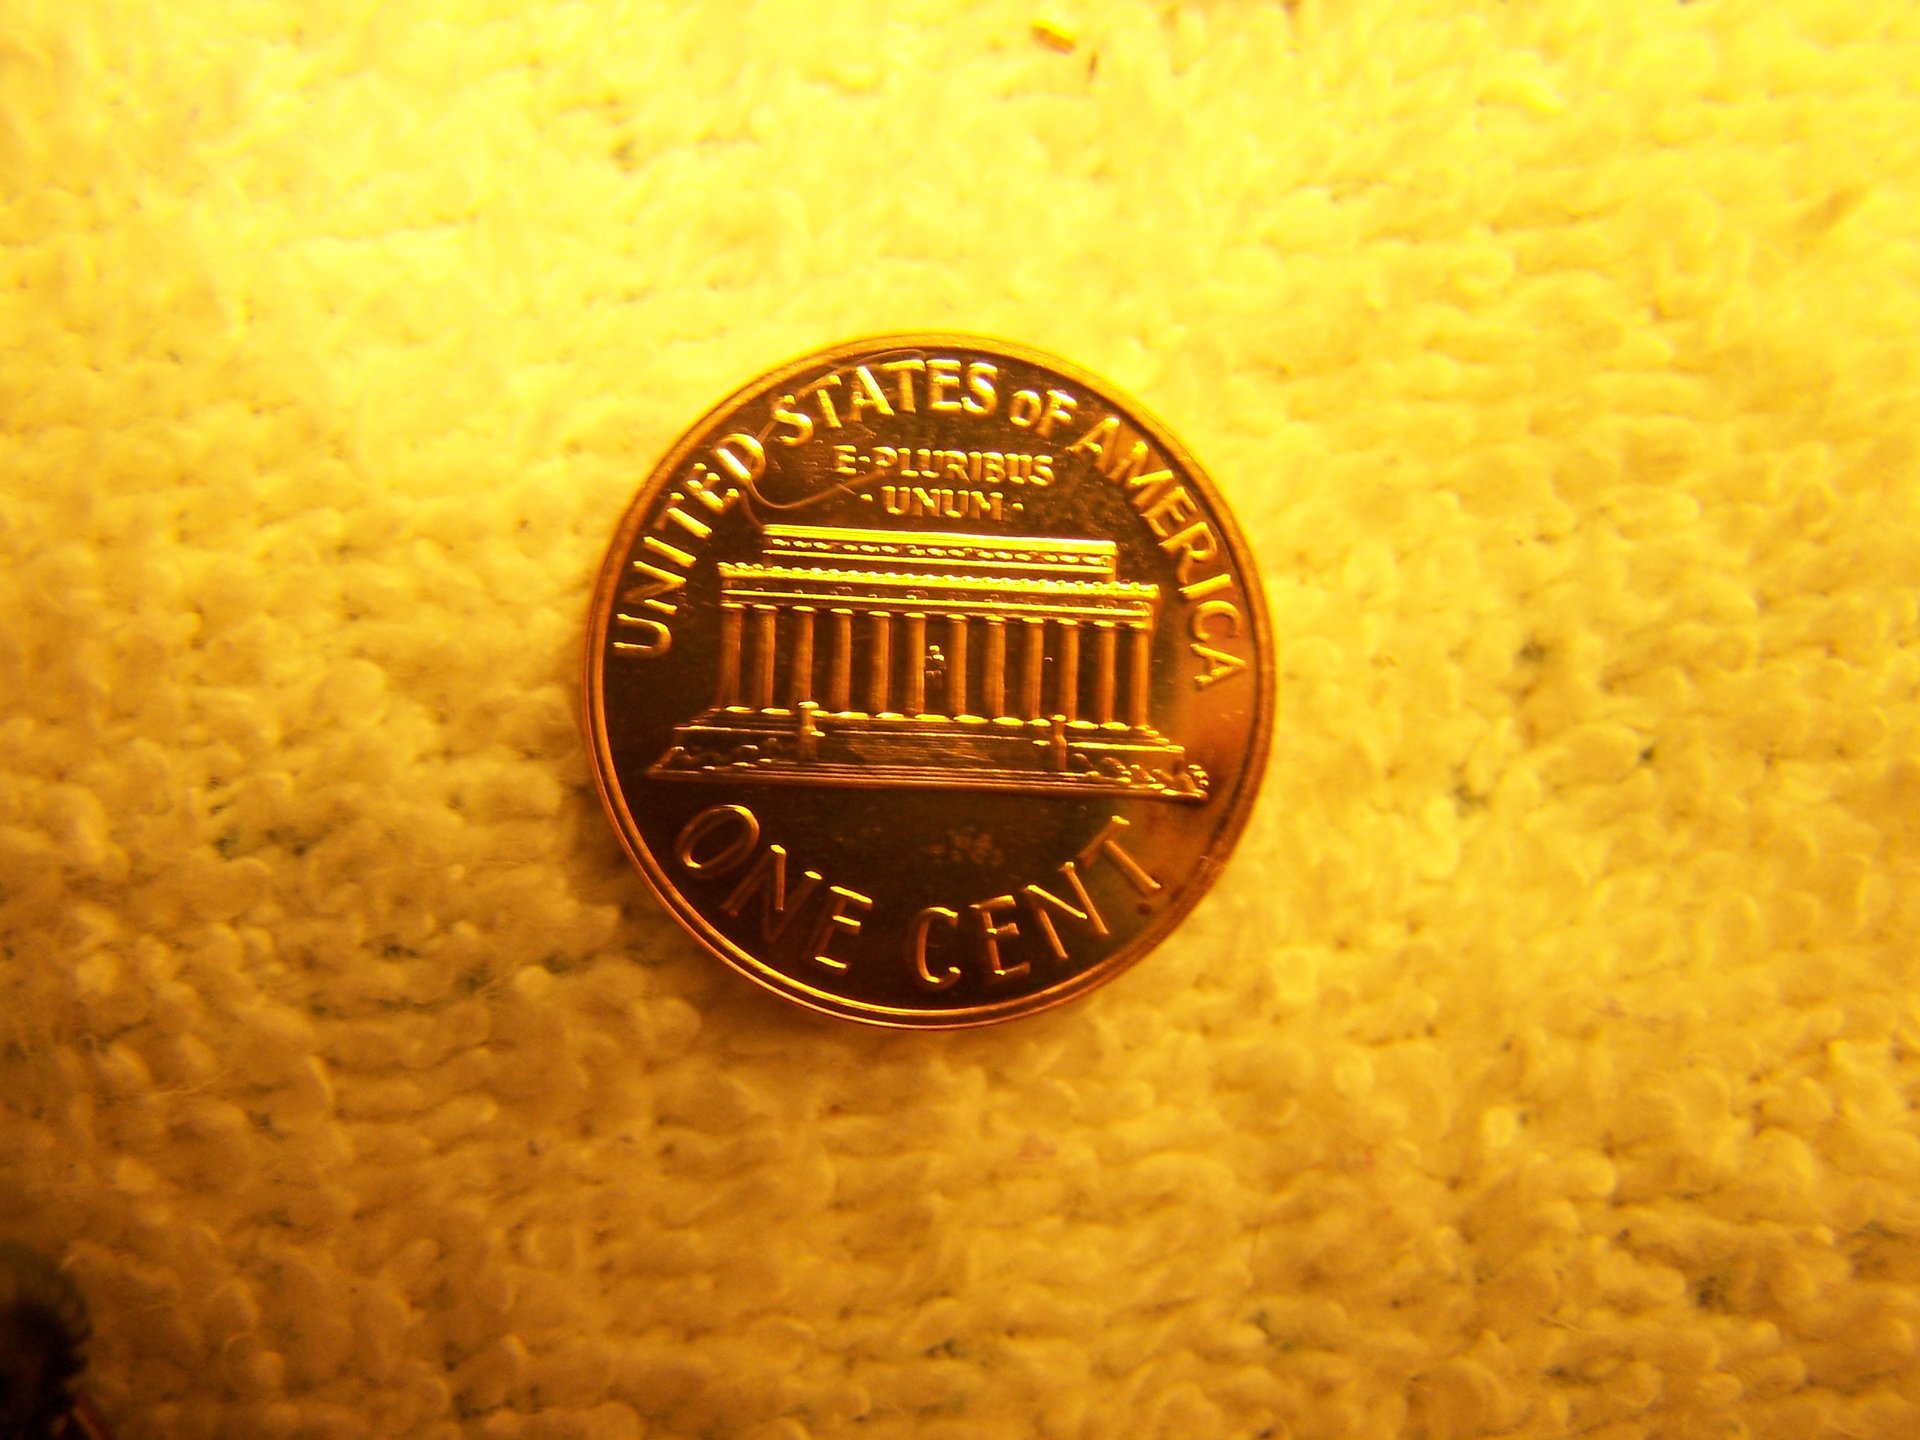 UNITED STATES OF AMERICA
E·PLURIBUS
·UNUM·
ONE CENT